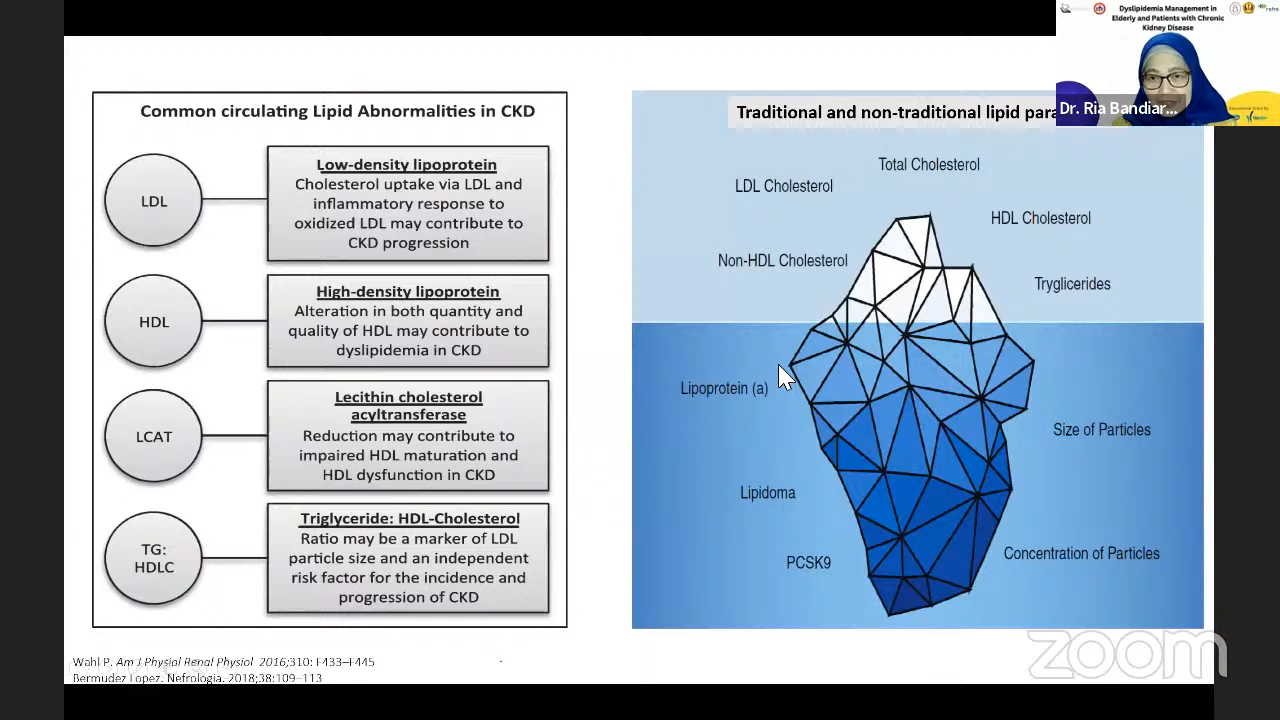 Dyslipidemia Management in
Elderly and Patients with Chronic
Kidney Disease
Dr. Ria Bandiar...
Common circulating Lipid Abnormalities in CKD
LDL
Low-density lipoprotein
Cholesterol uptake via LDL and
inflammatory response to
oxidized LDL may contribute to
CKD progression
HDL
High-density lipoprotein
Alteration in both quantity and
quality of HDL may contribute to
dyslipidemia in CKD
LCAT
Lecithin cholesterol
acyltransferase
Reduction may contribute to
impaired HDL maturation and
HDL dysfunction in CKD
TG:
HDLC
Triglyceride: HDL-Cholesterol
Ratio may be a marker of LDL
particle size and an independent
risk factor for the incidence and
progression of CKD
Traditional and non-traditional lipid para
Total Cholesterol
LDL Cholesterol
HDL Cholesterol
Non-HDL Cholesterol
Tryglicerides
Lipoprotein (a)
Size of Particles
Lipidoma
Concentration of Particles
PCSK9
Wahl P. Am J Physiol Renal Physiol 2016;310: F433–F445
Bermudez Lopez. Nefrologia. 2018;38:109–113
zoom